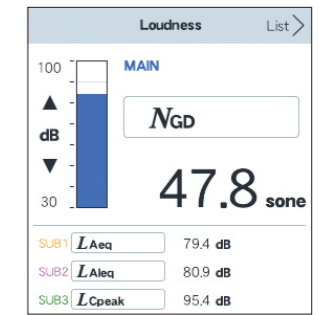 Loudness List
100 MAIN
NGD
dB
47.8 sone
30
SUB1 LAeq 79.4 dB
SUB2 LAIeq 80.9 dB
SUB3 LCpeak 95.4 dB